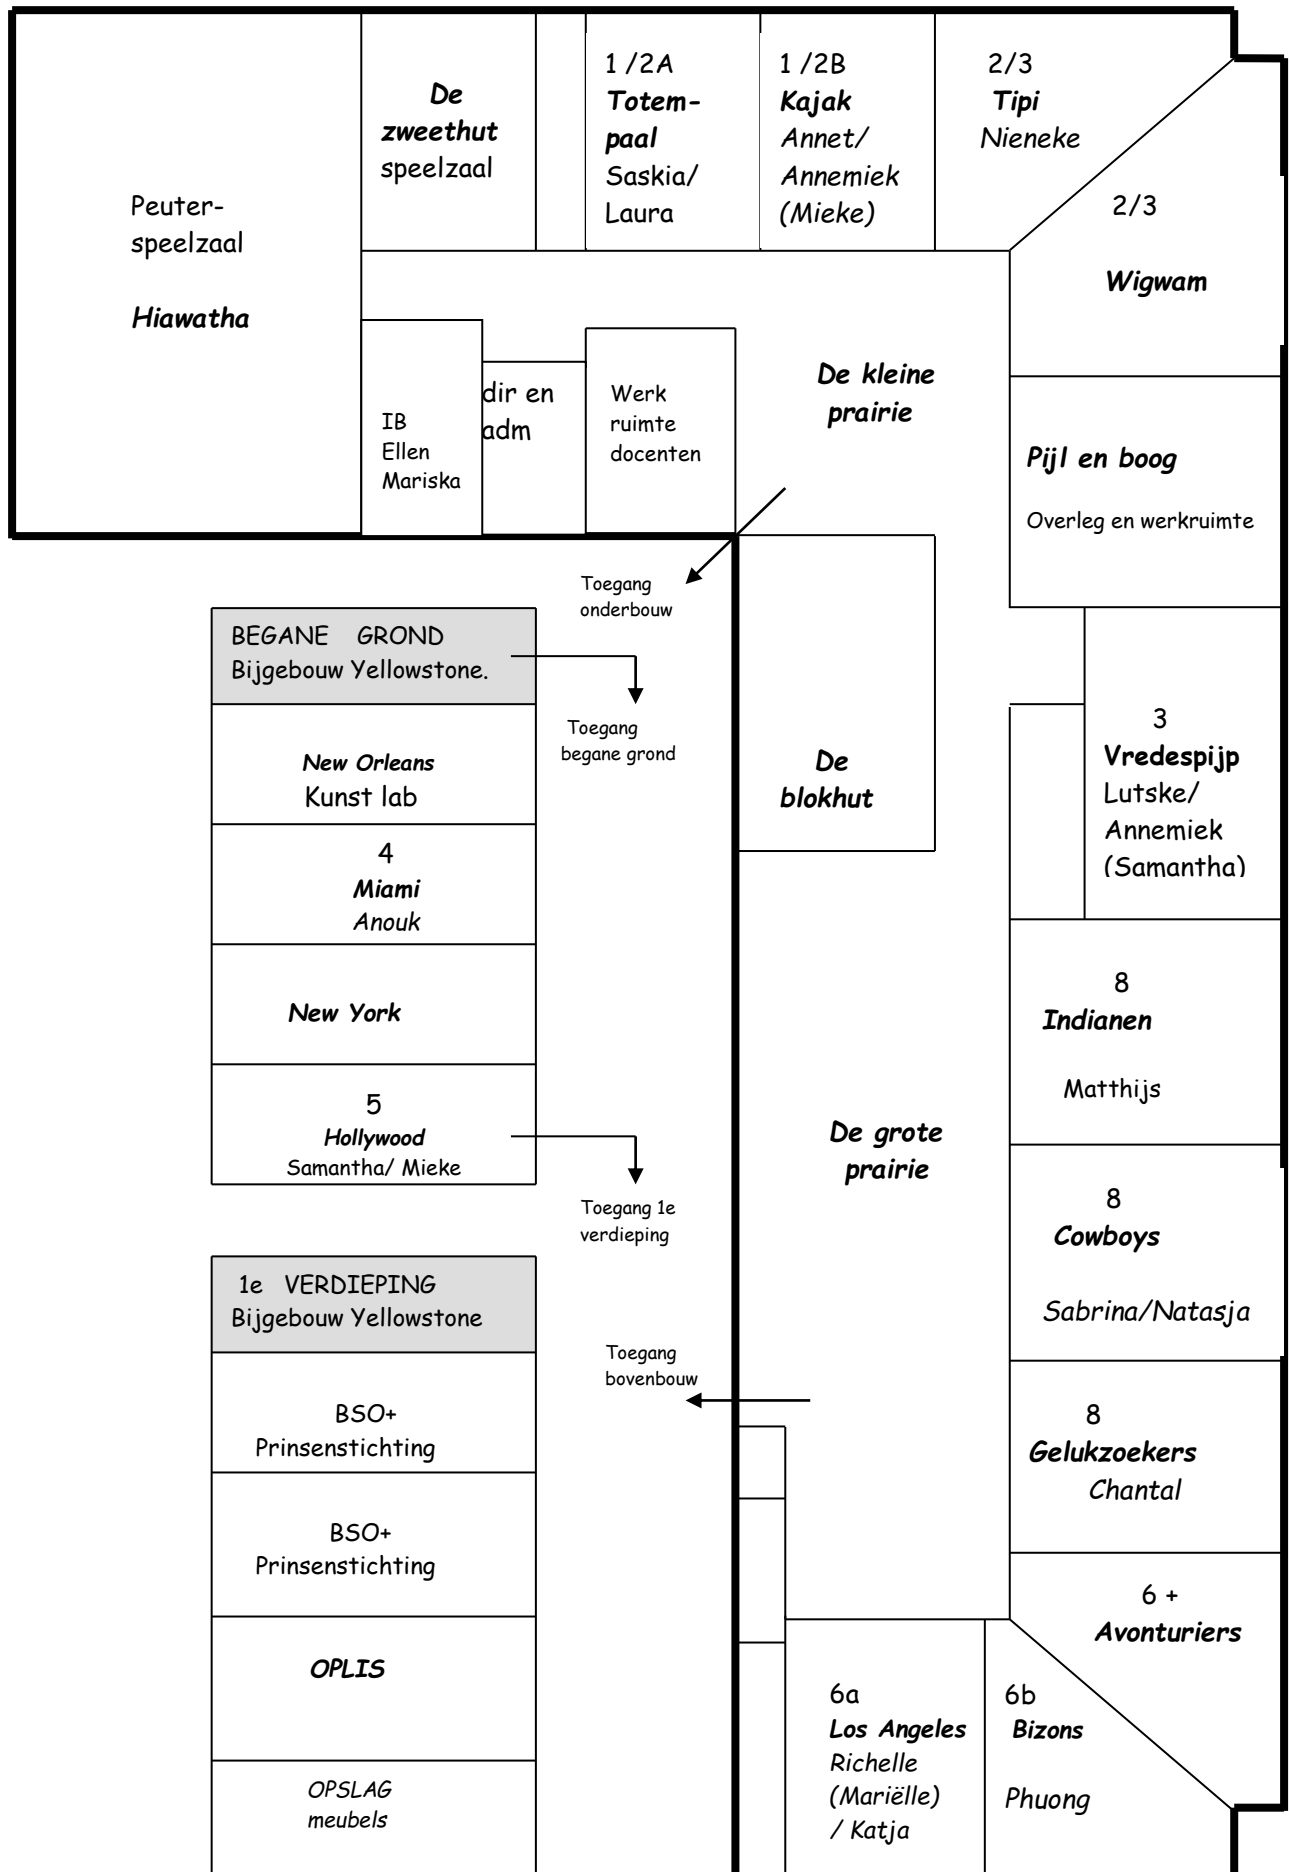 Peuter-
speelzaal
Hiawatha
De
zweethut
speelzaal
1 /2A
Totem-
paal
Saskia/
Laura
1 /2B
Kajak
Annet/
Annemiek
(Mieke)
2/3
Tipi
Nieneke
2/3
Wigwam
IB
Ellen
Mariska
dir en
adm
Werk
ruimte
docenten
De kleine
prairie
Pijl en boog
Overleg en werkruimte
Toegang
onderbouw
BEGANE GROND
Bijgebouw Yellowstone.
Toegang
begane grond
New Orleans
Kunst lab
4
Miami
Anouk
New York
5
Hollywood
Samantha/ Mieke
Toegang 1e
verdieping
De
blokhut
3
Vredespijp
Lutske/
Annemiek
(Samantha)
8
Indianen
Matthijs
De grote
prairie
8
Cowboys
Sabrina/Natasja
1e VERDIEPING
Bijgebouw Yellowstone
BSO+
Prinsenstichting
BSO+
Prinsenstichting
OPLIS
OPSLAG
meubels
Toegang
bovenbouw
8
Gelukzoekers
Chantal
6 +
Avonturiers
6a
Los Angeles
Richelle
(Mariëlle)
/ Katja
6b
Bizons
Phuong